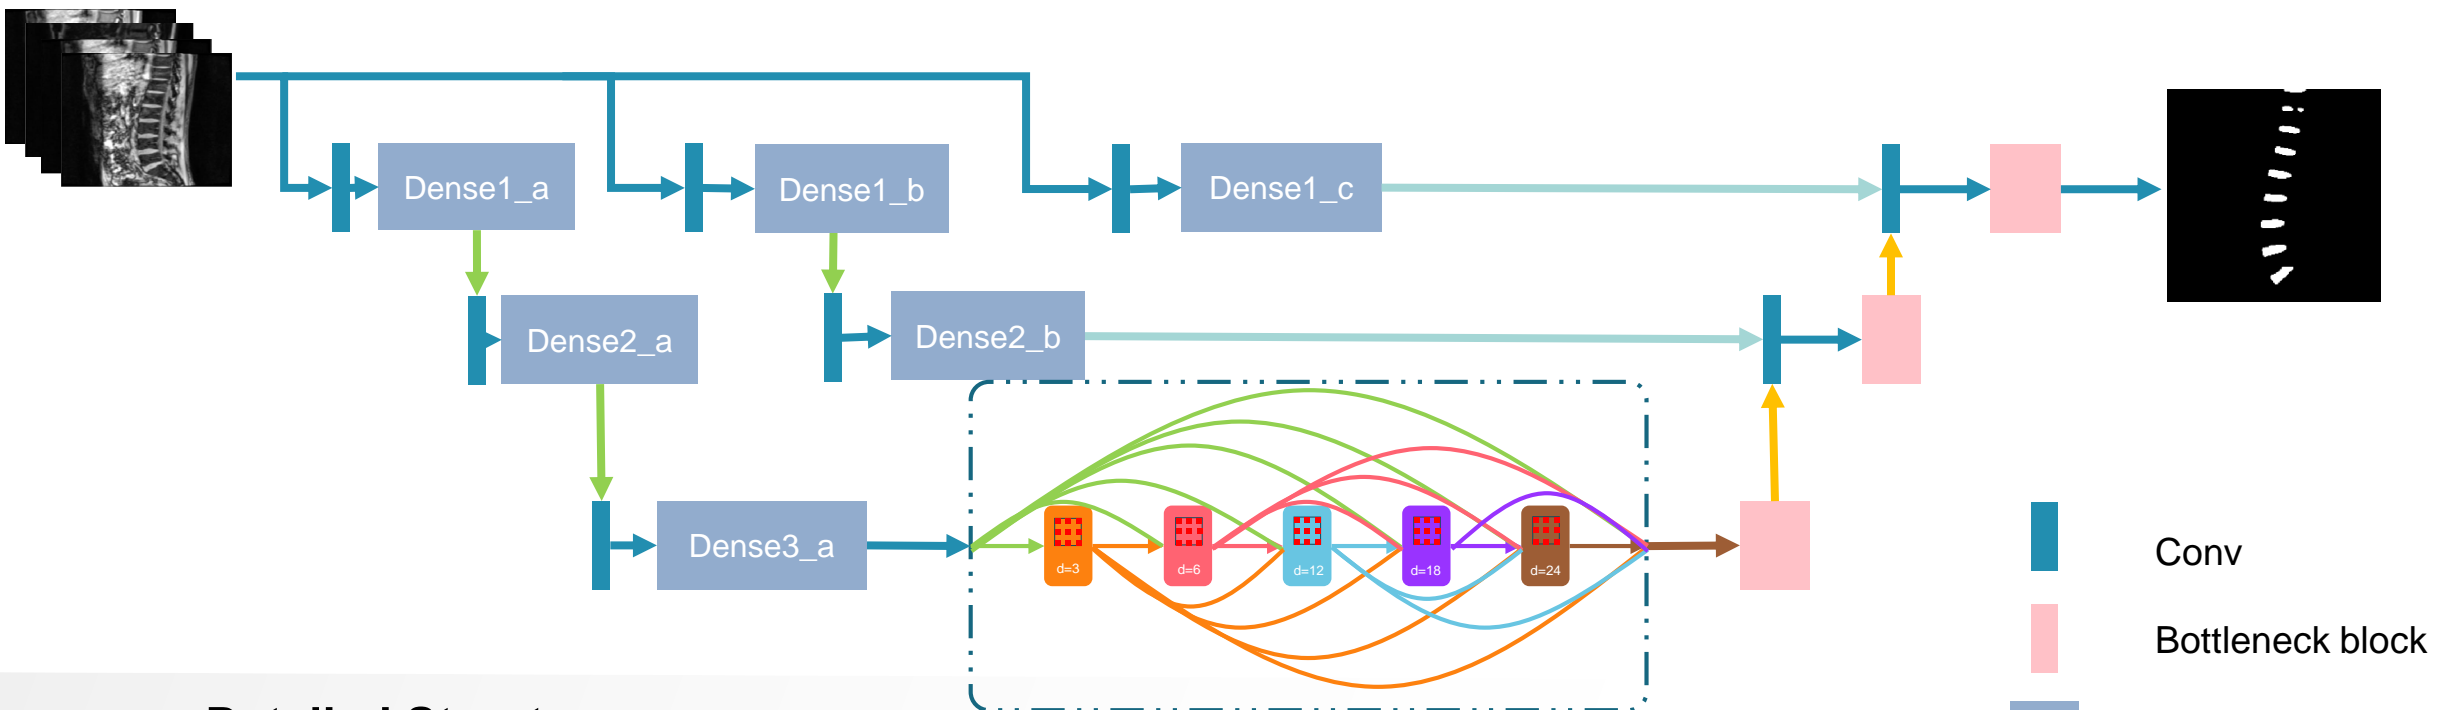 Dense1_a
Dense1_b
Dense1_c
Dense2_a
Dense2_b
Dense3_a
d=3
d=6
d=12
d=18
d=24
Conv
Bottleneck block